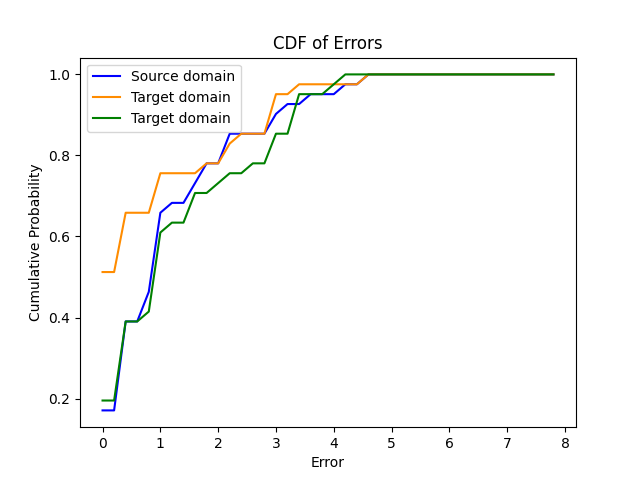 CDF of Errors
Source domain
Target domain
Target domain
Cumulative Probability
1.0
0.8
0.6
0.4
0.2
0 1 2 3 4 5 6 7 8
Error